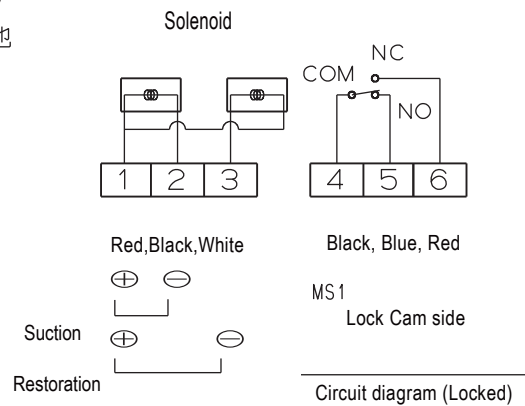 也
Solenoid
NC
COM
NO
1 2 3
4 5 6
Red,Black,White
Black, Blue, Red
MS1
Lock Cam side
Suction
Restoration
Circuit diagram (Locked)